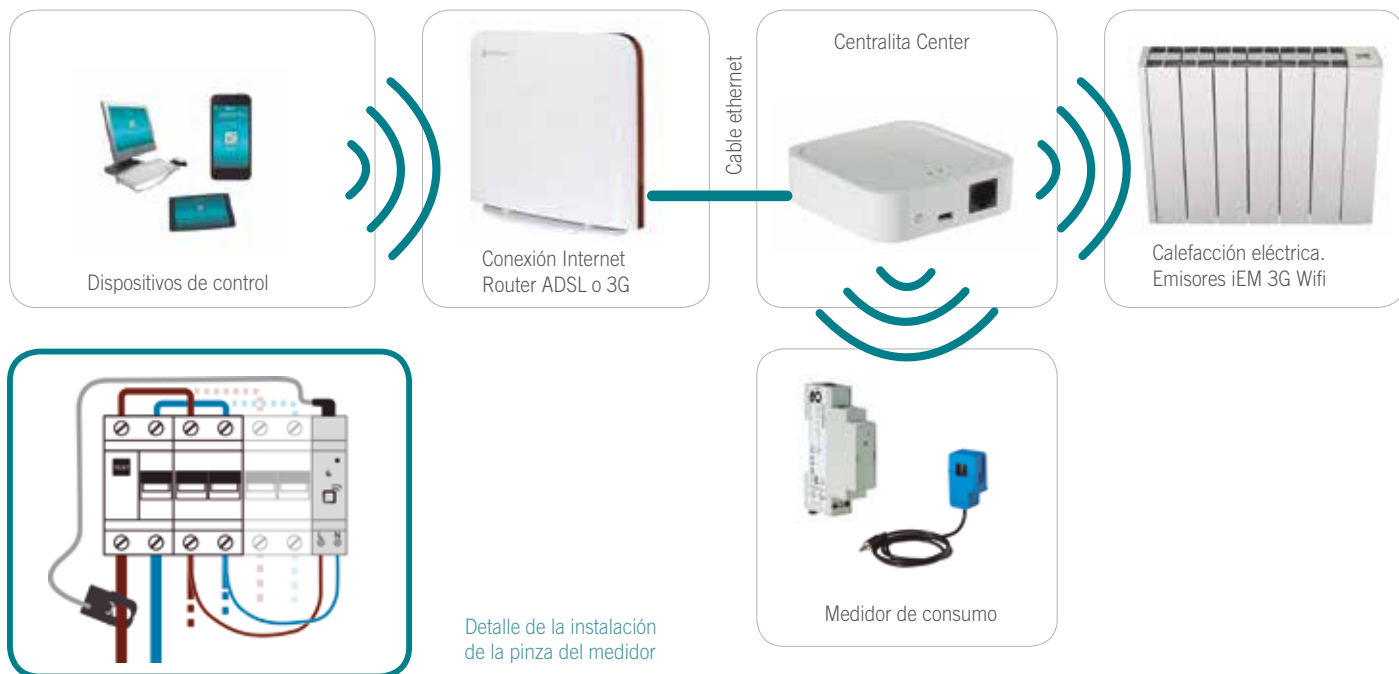 Dispositivos de control
Conexión Internet
Router ADSL o 3G
Cable ethernet
Centralita Center
Calefacción eléctrica.
Emisores iEM 3G Wifi
Medidor de consumo
Detalle de la instalación
de la pinza del medidor